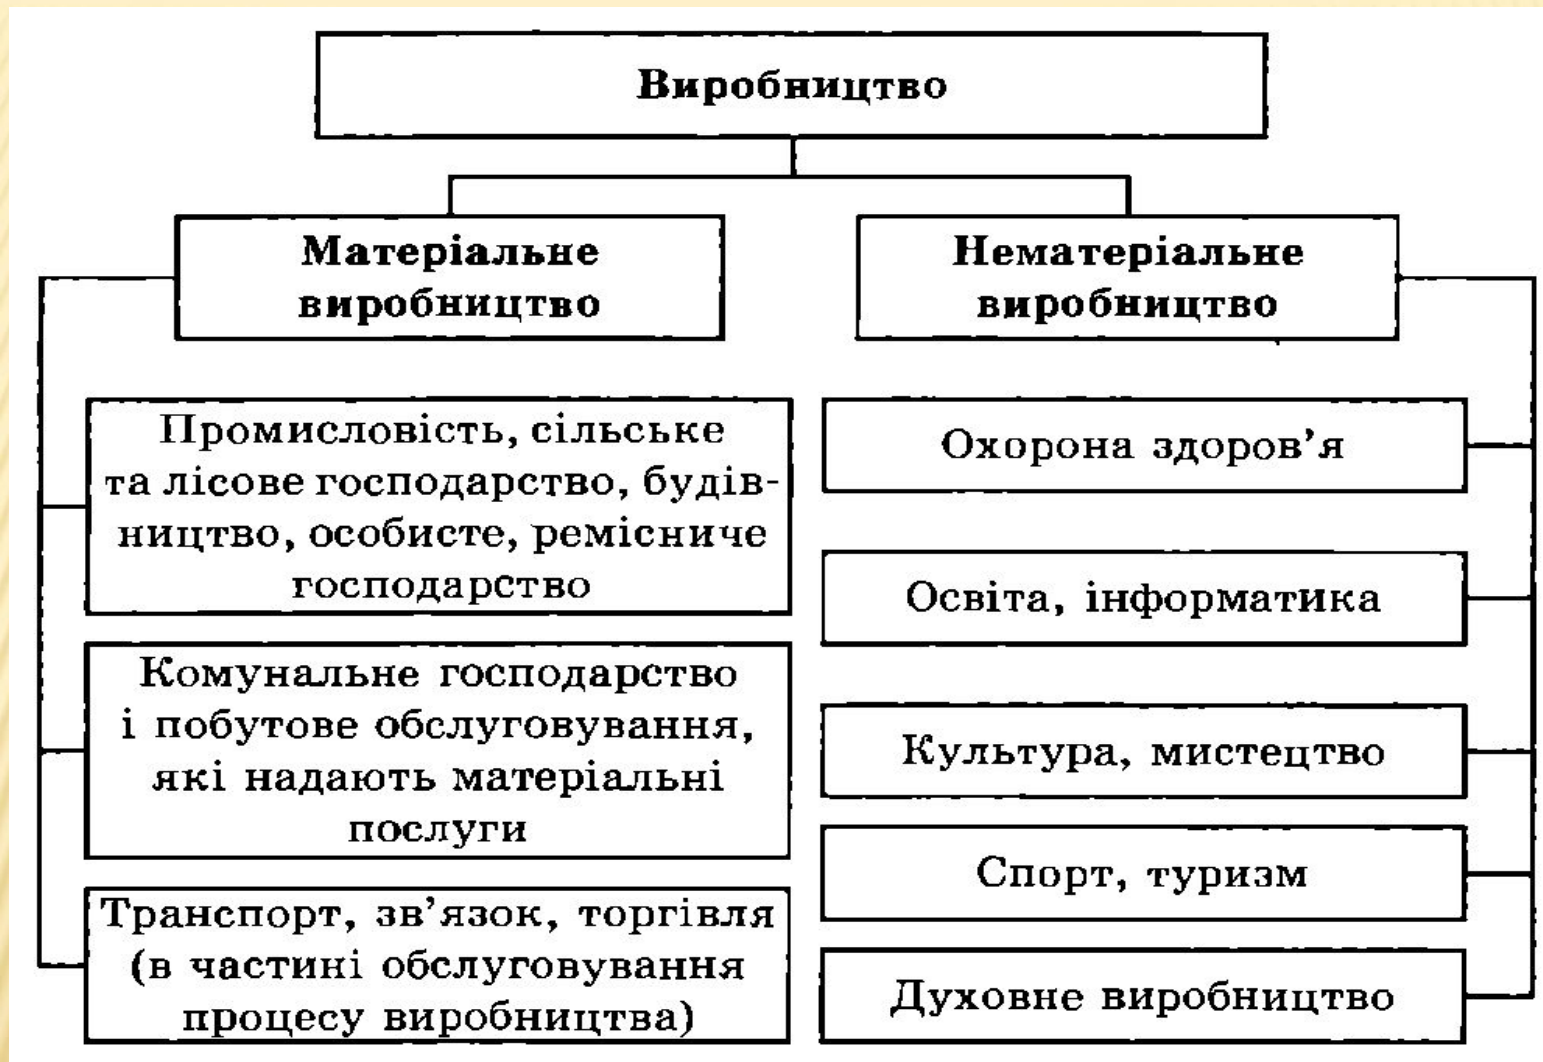 Виробництво
Матеріальне
виробництво
Промисловість, сільське
та лісове господарство, будів-
ництво, особисте, ремісниче
господарство
Комунальне господарство
і побутове обслуговування,
які надають матеріальні
послуги
Транспорт, зв’язок, торгівля
(в частині обслуговування
процесу виробництва)
Нематеріальне
виробництво
Охорона здоров’я
Освіта, інформатика
Культура, мистецтво
Спорт, туризм
Духовне виробництво